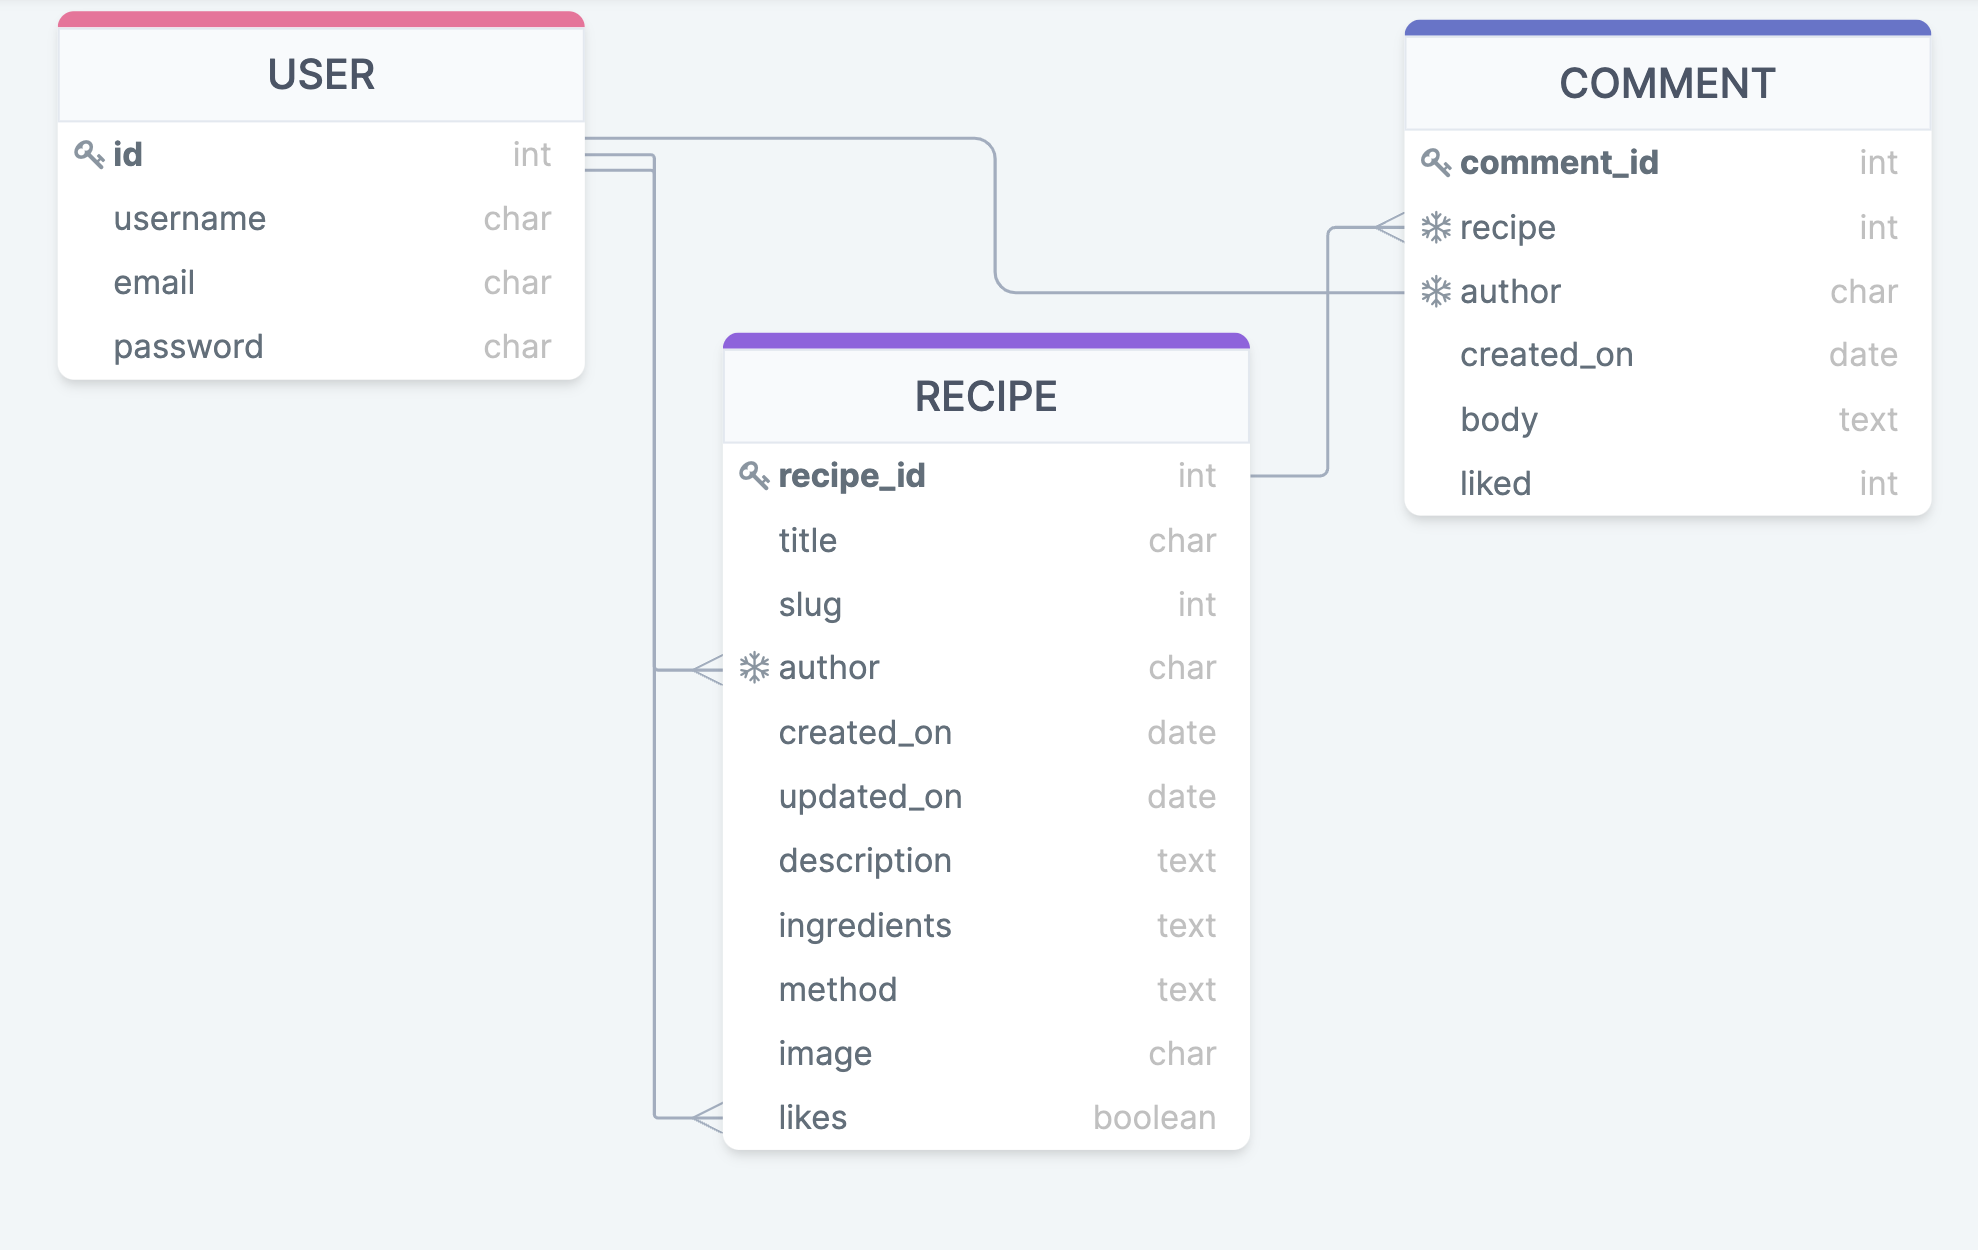 USER
id int
username char
email char
password char
COMMENT
comment_id int
recipe int
author char
created_on date
body text
liked int
RECIPE
recipe_id int
title char
slug int
author char
created_on date
updated_on date
description text
ingredients text
method text
image char
likes boolean